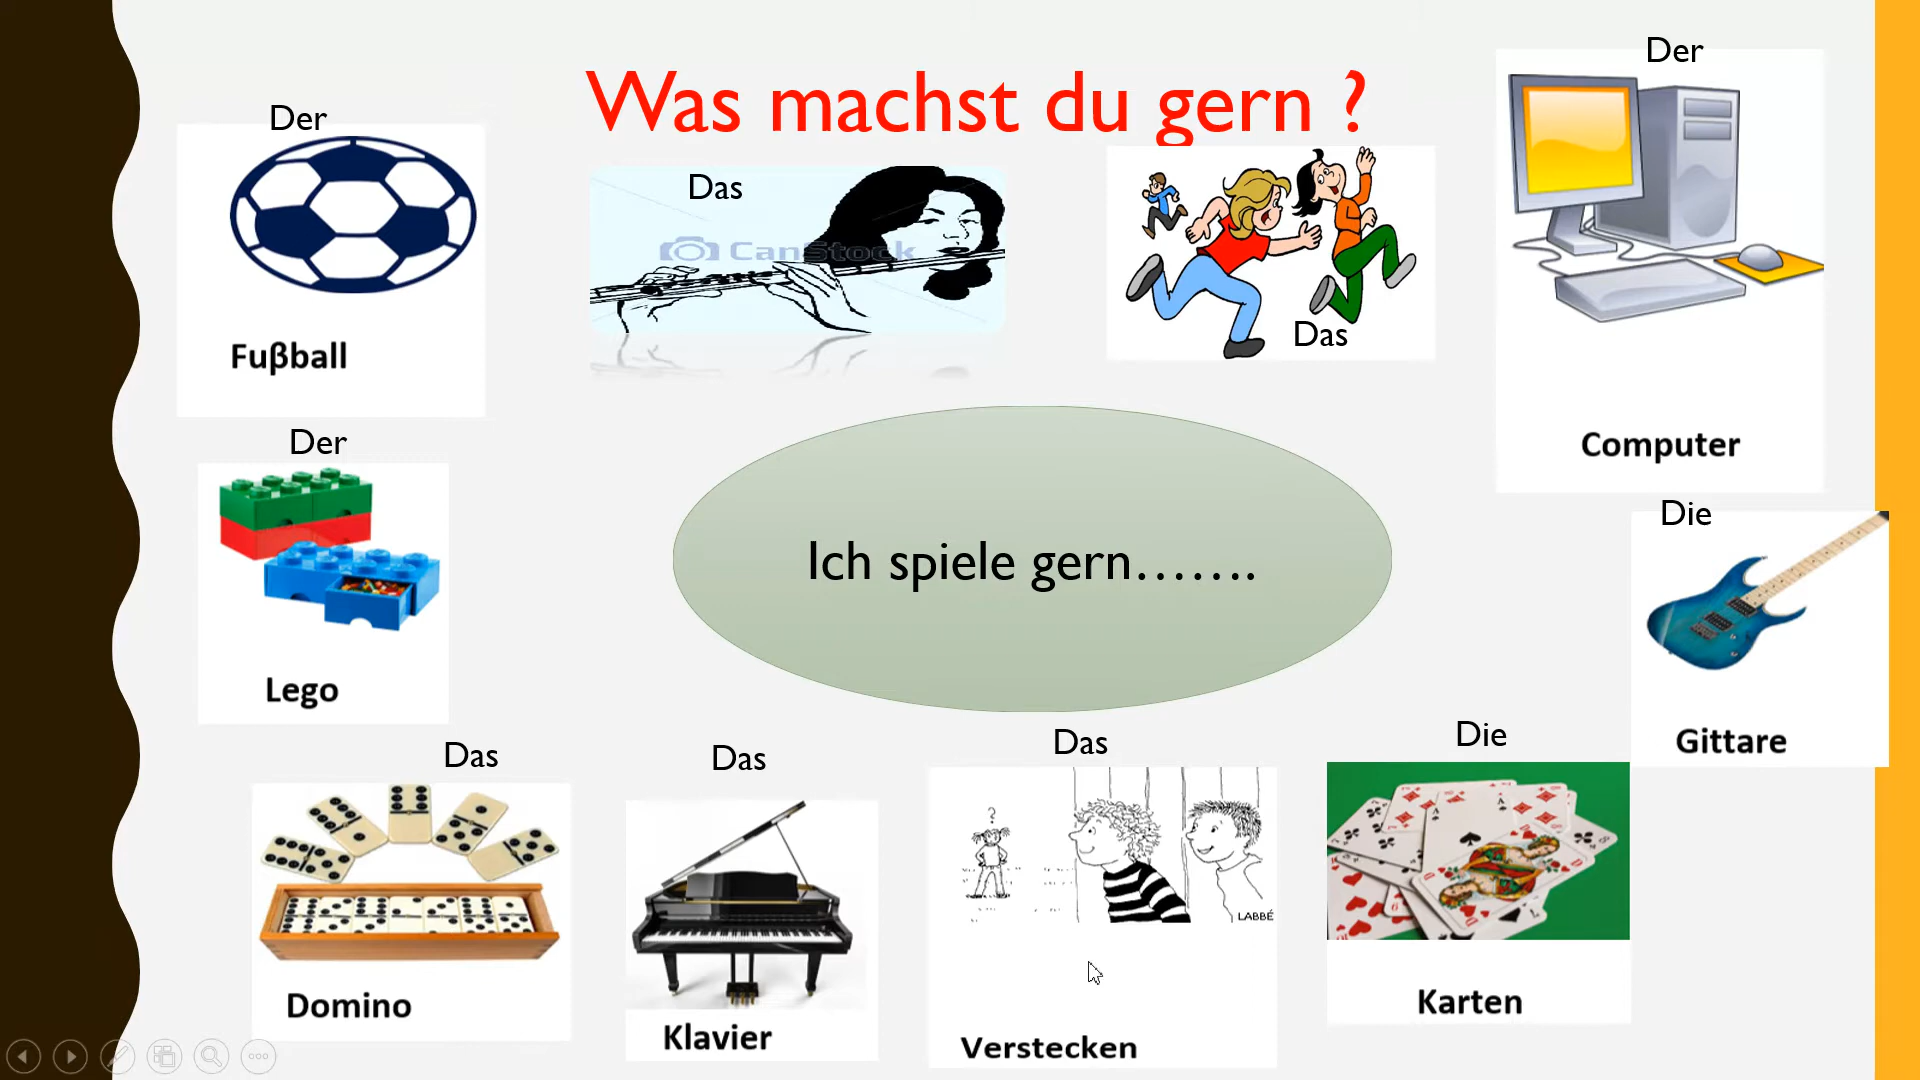 Was machst du gern ?
Der
Fuβball
Das
CanStock
Das
Der
Computer
Der
Lego
Ich spiele gern…….
Die
Gittare
Das
Domino
Das
Klavier
Das
?
LABBÉ
Verstecken
Die
Karten